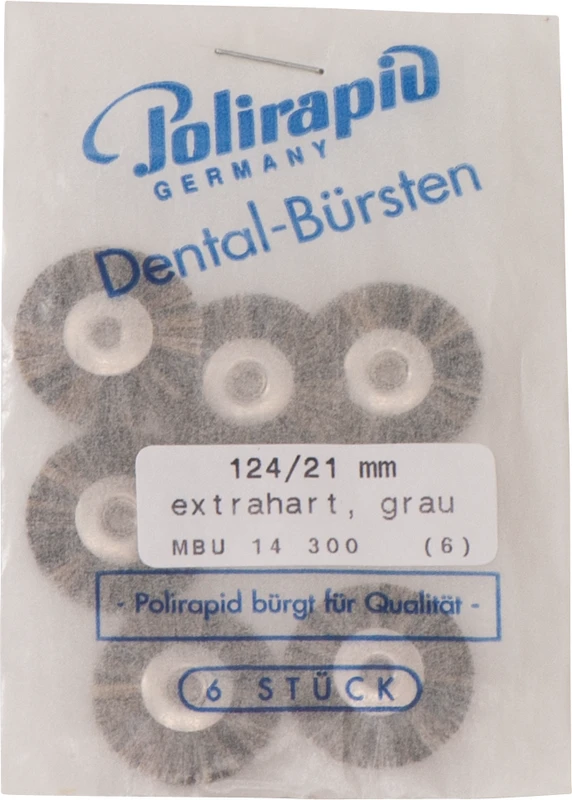 Polirapid
GERMANY
Dental-Bürsten
124/21 mm
extrahart, grau
MBU 14 300 (6)
- Polirapid bürgt für Qualität -
6 STÜCK